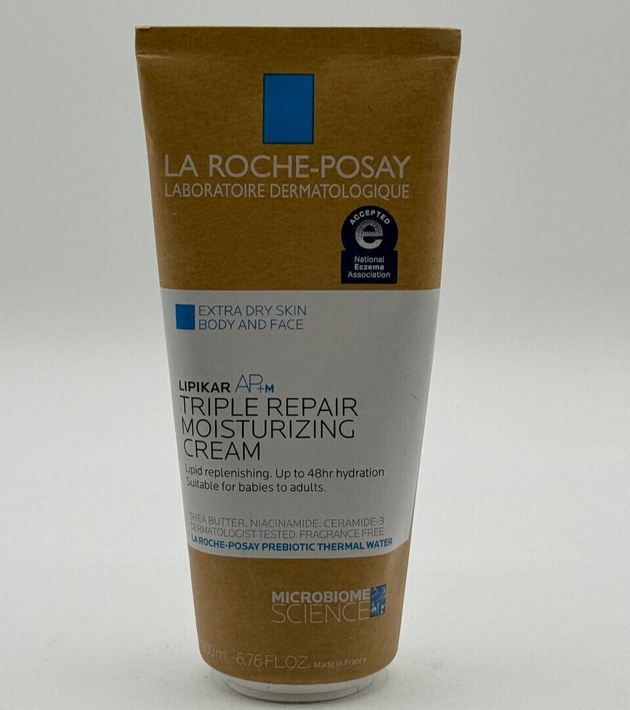 LA ROCHE-POSAY
LABORATOIRE DERMATOLOGIQUE
ACCEPTED
e
National
Eczema
Association
EXTRA DRY SKIN
BODY AND FACE
LIPIKAR AP+M
TRIPLE REPAIR
MOISTURIZING
CREAM
Lipid replenishing. Up to 48hr hydration
Suitable for babies to adults.
SHEA BUTTER, NIACINAMIDE, CERAMIDE-3
DERMATOLOGIST TESTED. FRAGRANCE FREE
LA ROCHE-POSAY PREBIOTIC THERMAL WATER
MICROBIOME
SCIENCE
200 ml - 6.76 FL.OZ. Made in France